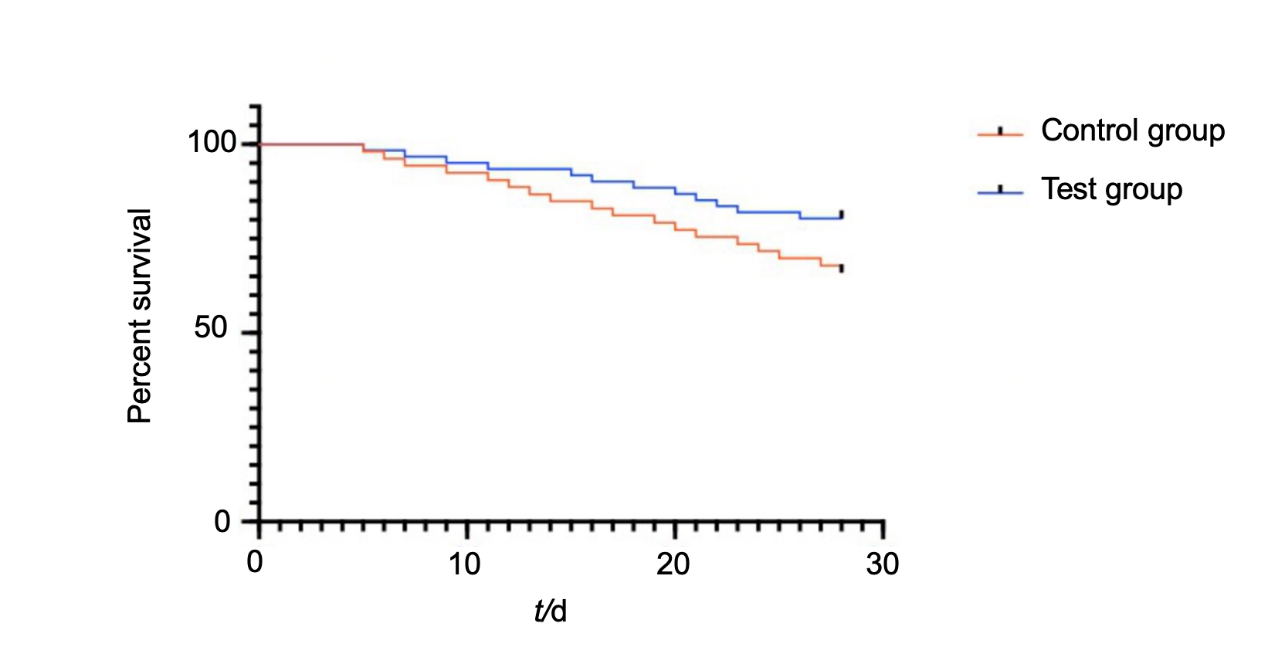 100
50
0
0 10 20 30
Percent survival
t/d
Control group
Test group